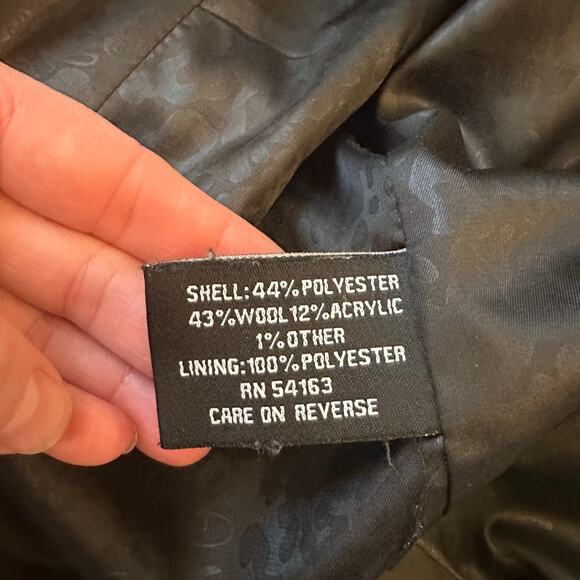 SHELL:44%POLYESTER
43%WOOL12%ACRYLIC
1%OTHER
LINING:100%POLYESTER
RN 54163
CARE ON REVERSE